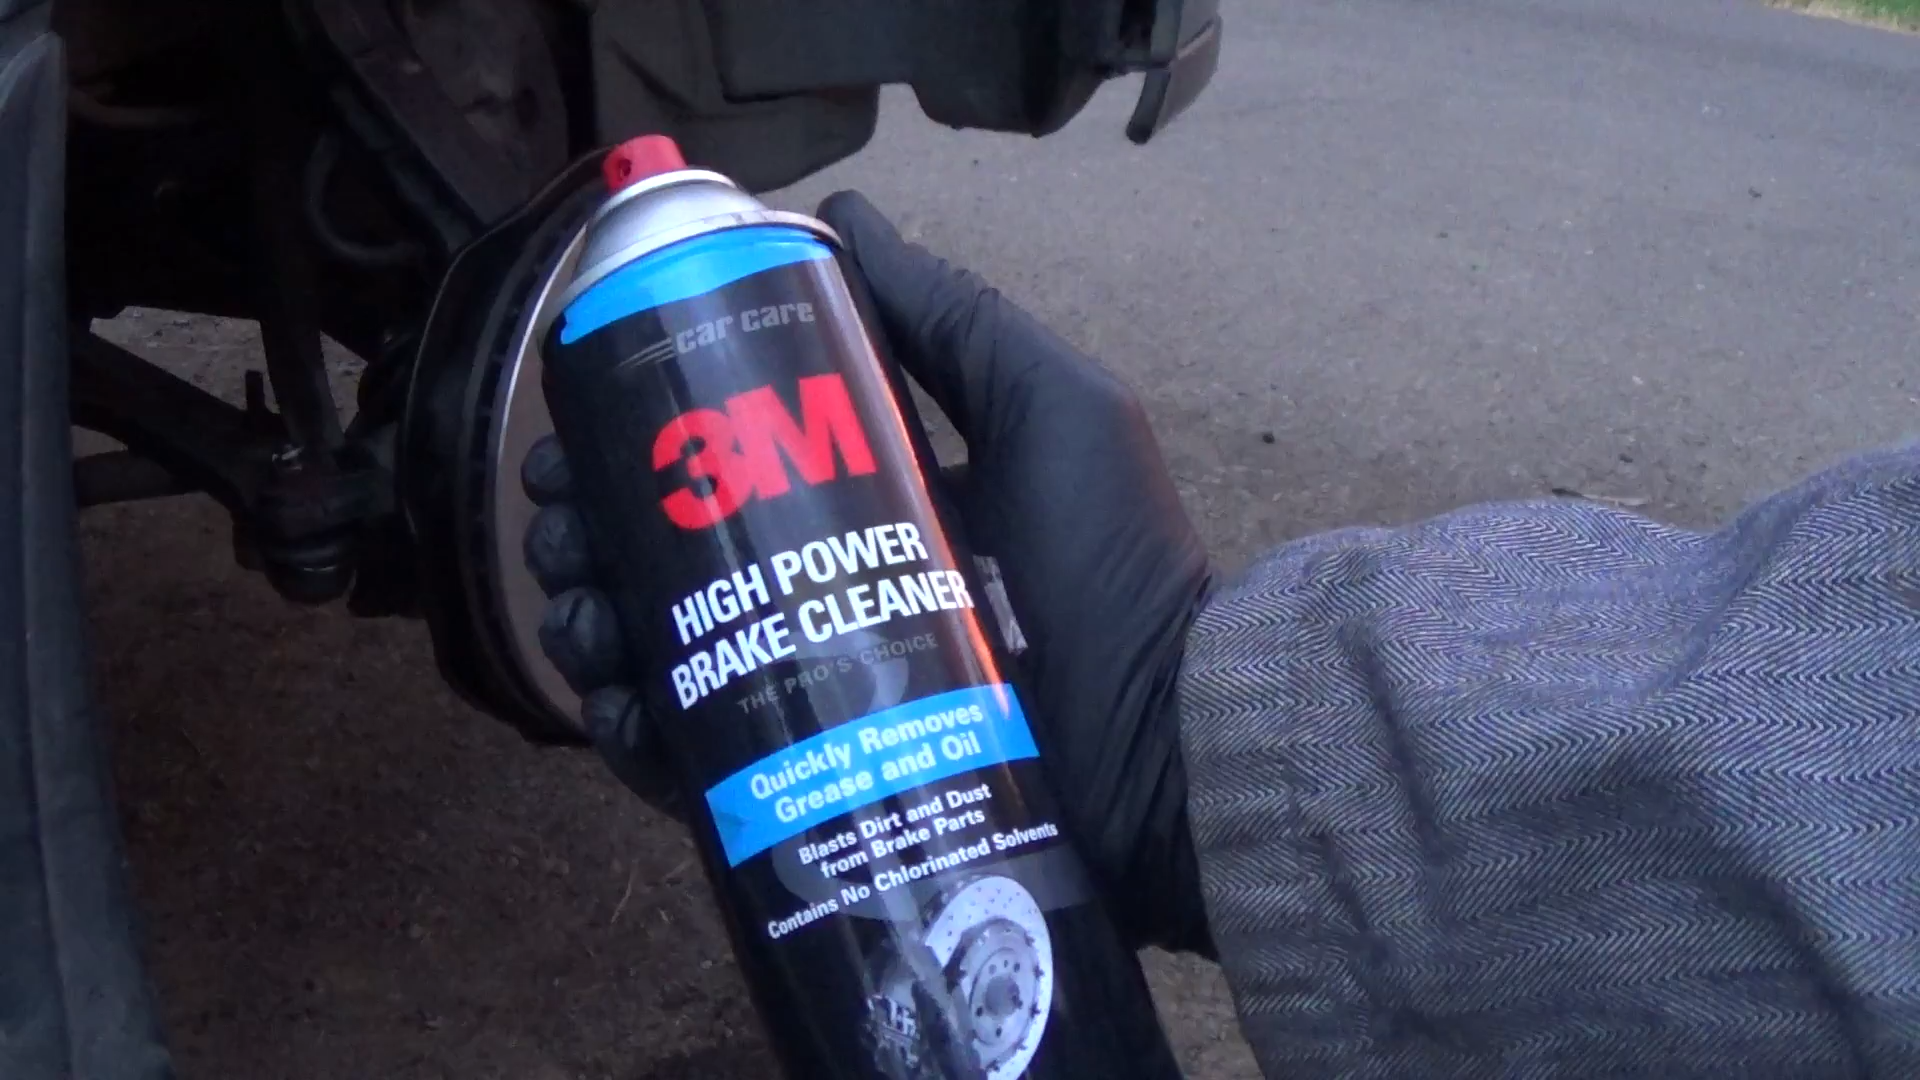 car care
3M
HIGH POWER
BRAKE CLEANER
THE PRO'S CHOICE
Quickly Removes
Grease and Oil
Blasts Dirt and Dust
from Brake Parts
Contains No Chlorinated Solvents